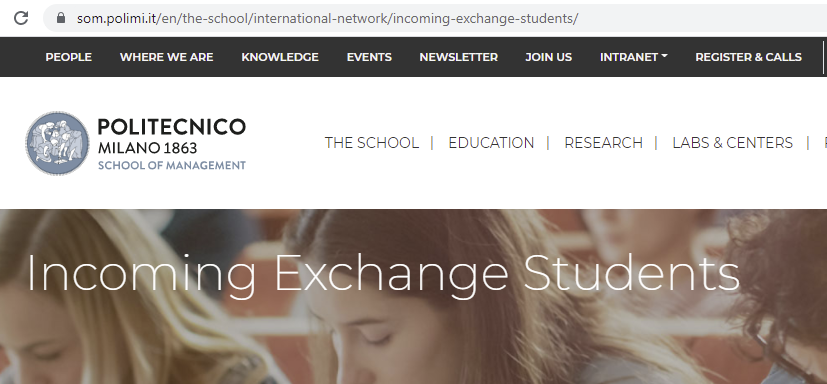 som.polimi.it/en/the-school/international-network/incoming-exchange-students/
PEOPLE WHERE WE ARE KNOWLEDGE EVENTS NEWSLETTER JOIN US INTRANET REGISTER & CALLS
POLITECNICO
MILANO 1863
SCHOOL OF MANAGEMENT
THE SCHOOL | EDUCATION | RESEARCH | LABS & CENTERS |
Incoming Exchange Students